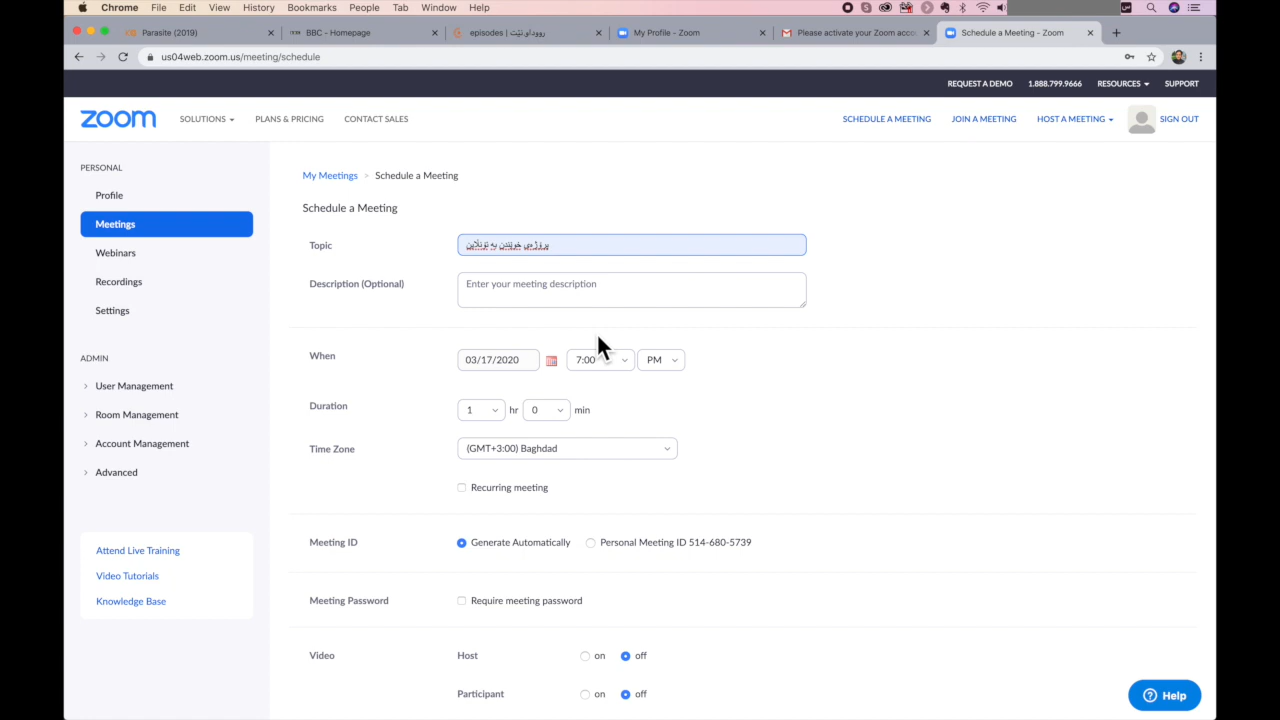 Chrome File Edit View History Bookmarks People Tab Window Help
Parasite (2019)
BBC - Homepage
episodes | رووداو نێت
My Profile - Zoom
Please activate your Zoom acco
Schedule a Meeting - Zoom
us04web.zoom.us/meeting/schedule
REQUEST A DEMO 1.888.799.9666 RESOURCES SUPPORT
zoom SOLUTIONS PLANS & PRICING CONTACT SALES SCHEDULE A MEETING JOIN A MEETING HOST A MEETING SIGN OUT
PERSONAL
Profile
Meetings
Webinars
Recordings
Settings
ADMIN
User Management
Room Management
Account Management
Advanced
Attend Live Training
Video Tutorials
Knowledge Base
My Meetings > Schedule a Meeting
Schedule a Meeting
Topic پرۆژەی خوێندن بە ئۆنلاین
Description (Optional) Enter your meeting description
When 03/17/2020 7:00 PM
Duration 1 hr 0 min
Time Zone (GMT+3:00) Baghdad
Recurring meeting
Meeting ID Generate Automatically Personal Meeting ID 514-680-5739
Meeting Password Require meeting password
Video Host on off
Participant on off
Help